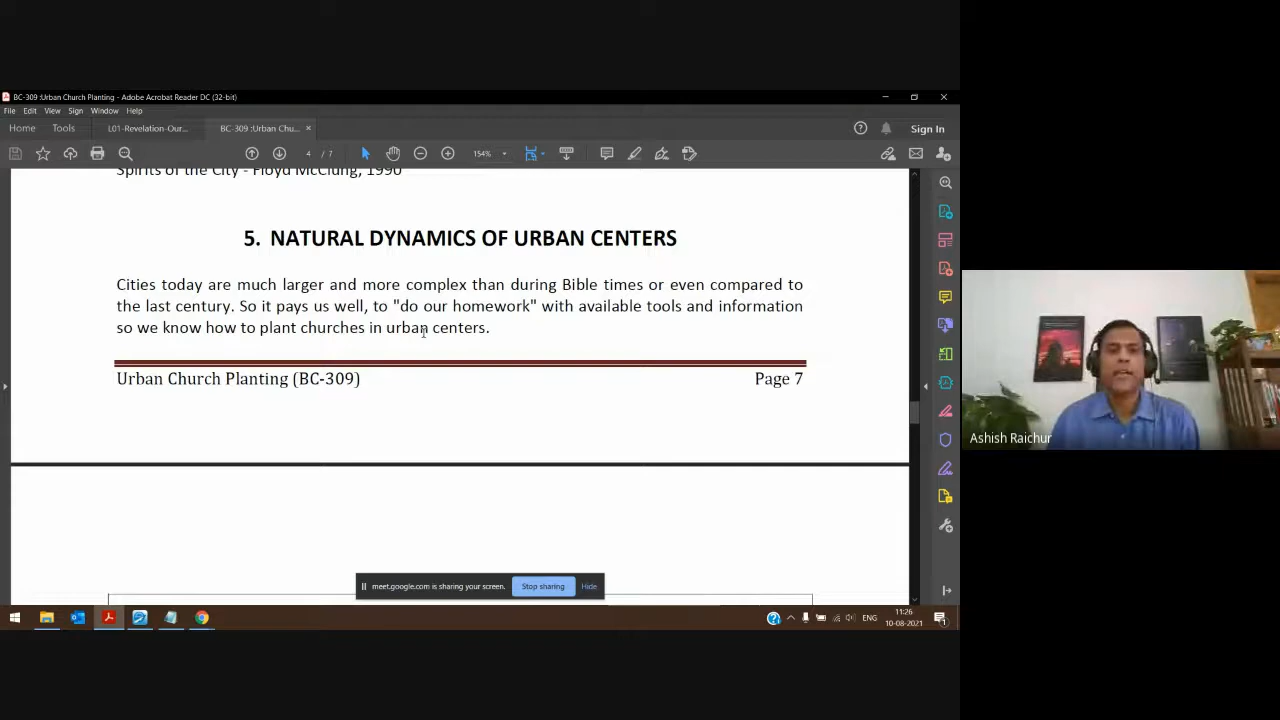 BC-309 :Urban Church Planting - Adobe Acrobat Reader DC (32-bit)
File Edit View Sign Window Help
Home Tools L01-Revelation-Our... BC-309 :Urban Chu... × Sign In
4 / 7 154%
Spirits of the City - Floyd McClung, 1990
5. NATURAL DYNAMICS OF URBAN CENTERS
Cities today are much larger and more complex than during Bible times or even compared to
the last century. So it pays us well, to "do our homework" with available tools and information
so we know how to plant churches in urban centers.
Urban Church Planting (BC-309) Page 7
Ashish Raichur
meet.google.com is sharing your screen. Stop sharing Hide
ENG
11:26
10-08-2021